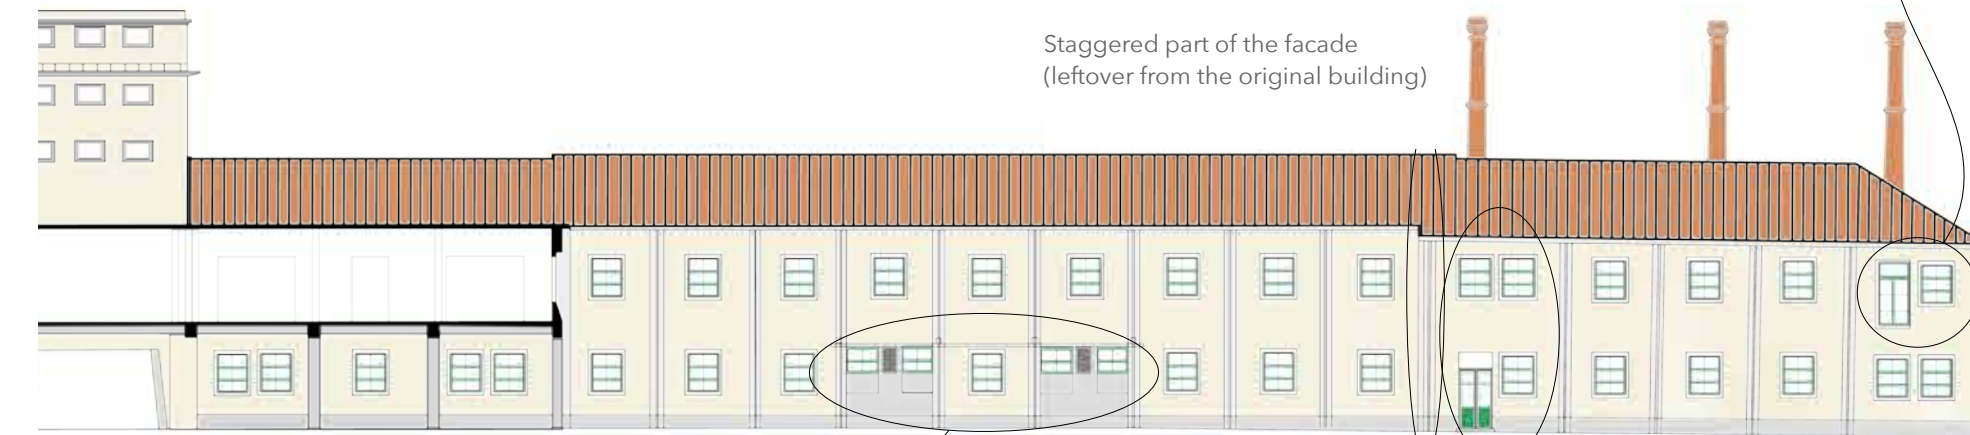 Staggered part of the facade
(leftover from the original building)